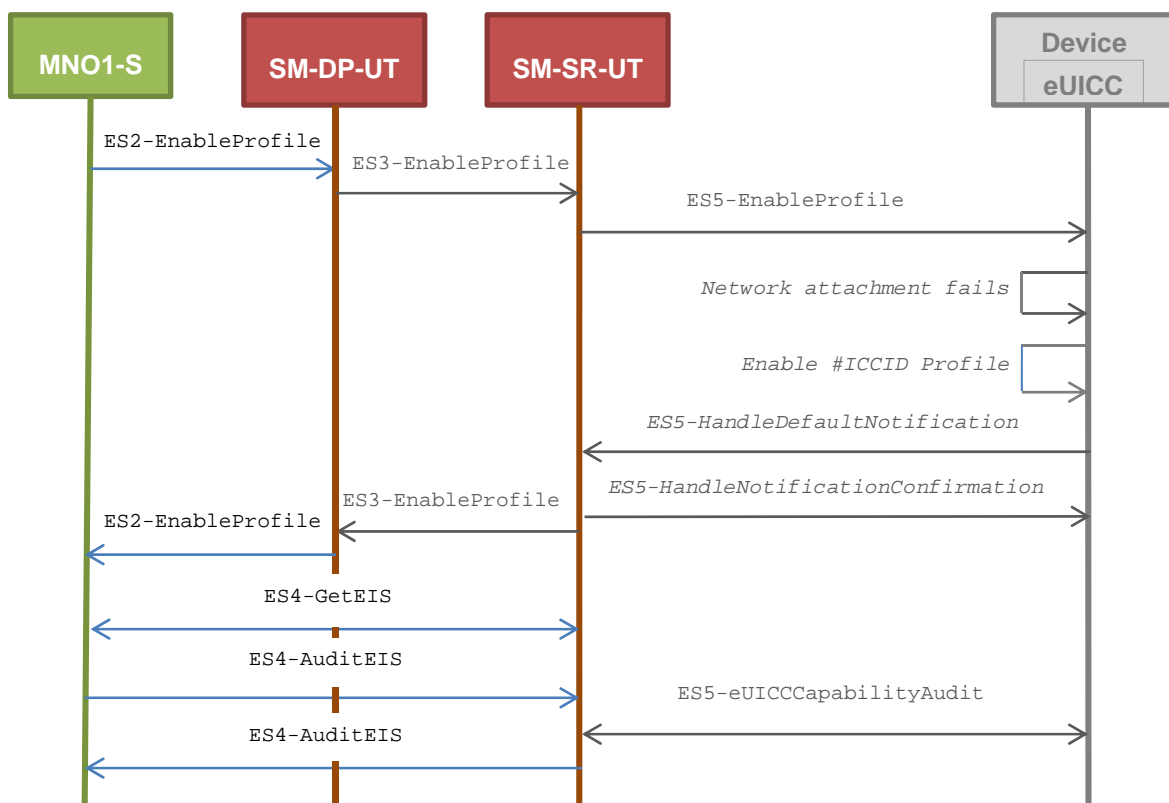 MNO1-S
SM-DP-UT
SM-SR-UT
Device
eUICC
ES2-EnableProfile
ES3-EnableProfile
ES5-EnableProfile
Network attachment fails
Enable #ICCID Profile
ES5-HandleDefaultNotification
ES5-HandleNotificationConfirmation
ES3-EnableProfile
ES2-EnableProfile
ES4-GetEIS
ES4-AuditEIS
ES5-eUICCCapabilityAudit
ES4-AuditEIS